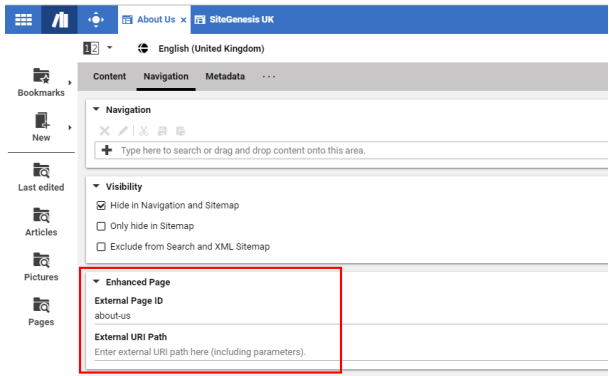 About Us ×
SiteGenesis UK
12
English (United Kingdom)
Content Navigation Metadata ···
Bookmarks
New
Last edited
Articles
Pictures
Pages
Navigation
Type here to search or drag and drop content onto this area.
Visibility
Hide in Navigation and Sitemap
Only hide in Sitemap
Exclude from Search and XML Sitemap
Enhanced Page
External Page ID
about-us
External URI Path
Enter external URI path here (including parameters).